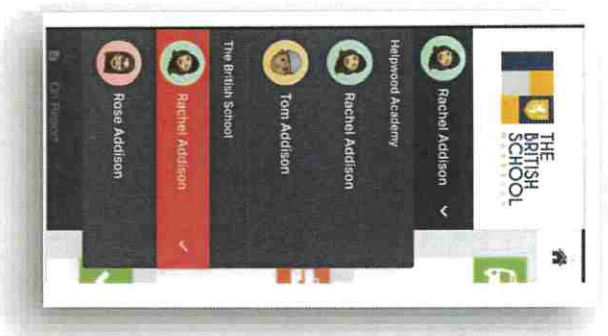 THE
BRITISH
SCHOOL
Rachel Addison
Helpwood Academy
Rachel Addison
Tom Addison
The British School
Rachel Addison
Rose Addison
On Report